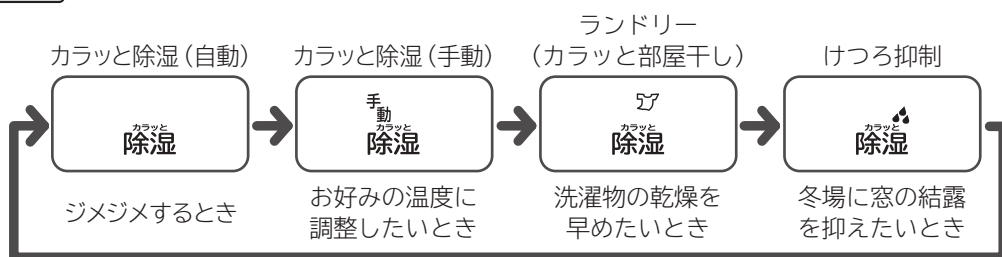 カラッと除湿(自動)
カラッと
除湿
ジメジメするとき
カラッと除湿(手動)
手動
カラッと
除湿
お好みの温度に
調整したいとき
ランドリー
(カラッと部屋干し)
カラッと
除湿
洗濯物の乾燥を
早めたいとき
けつろ抑制
カラッと
除湿
冬場に窓の結露
を抑えたいとき